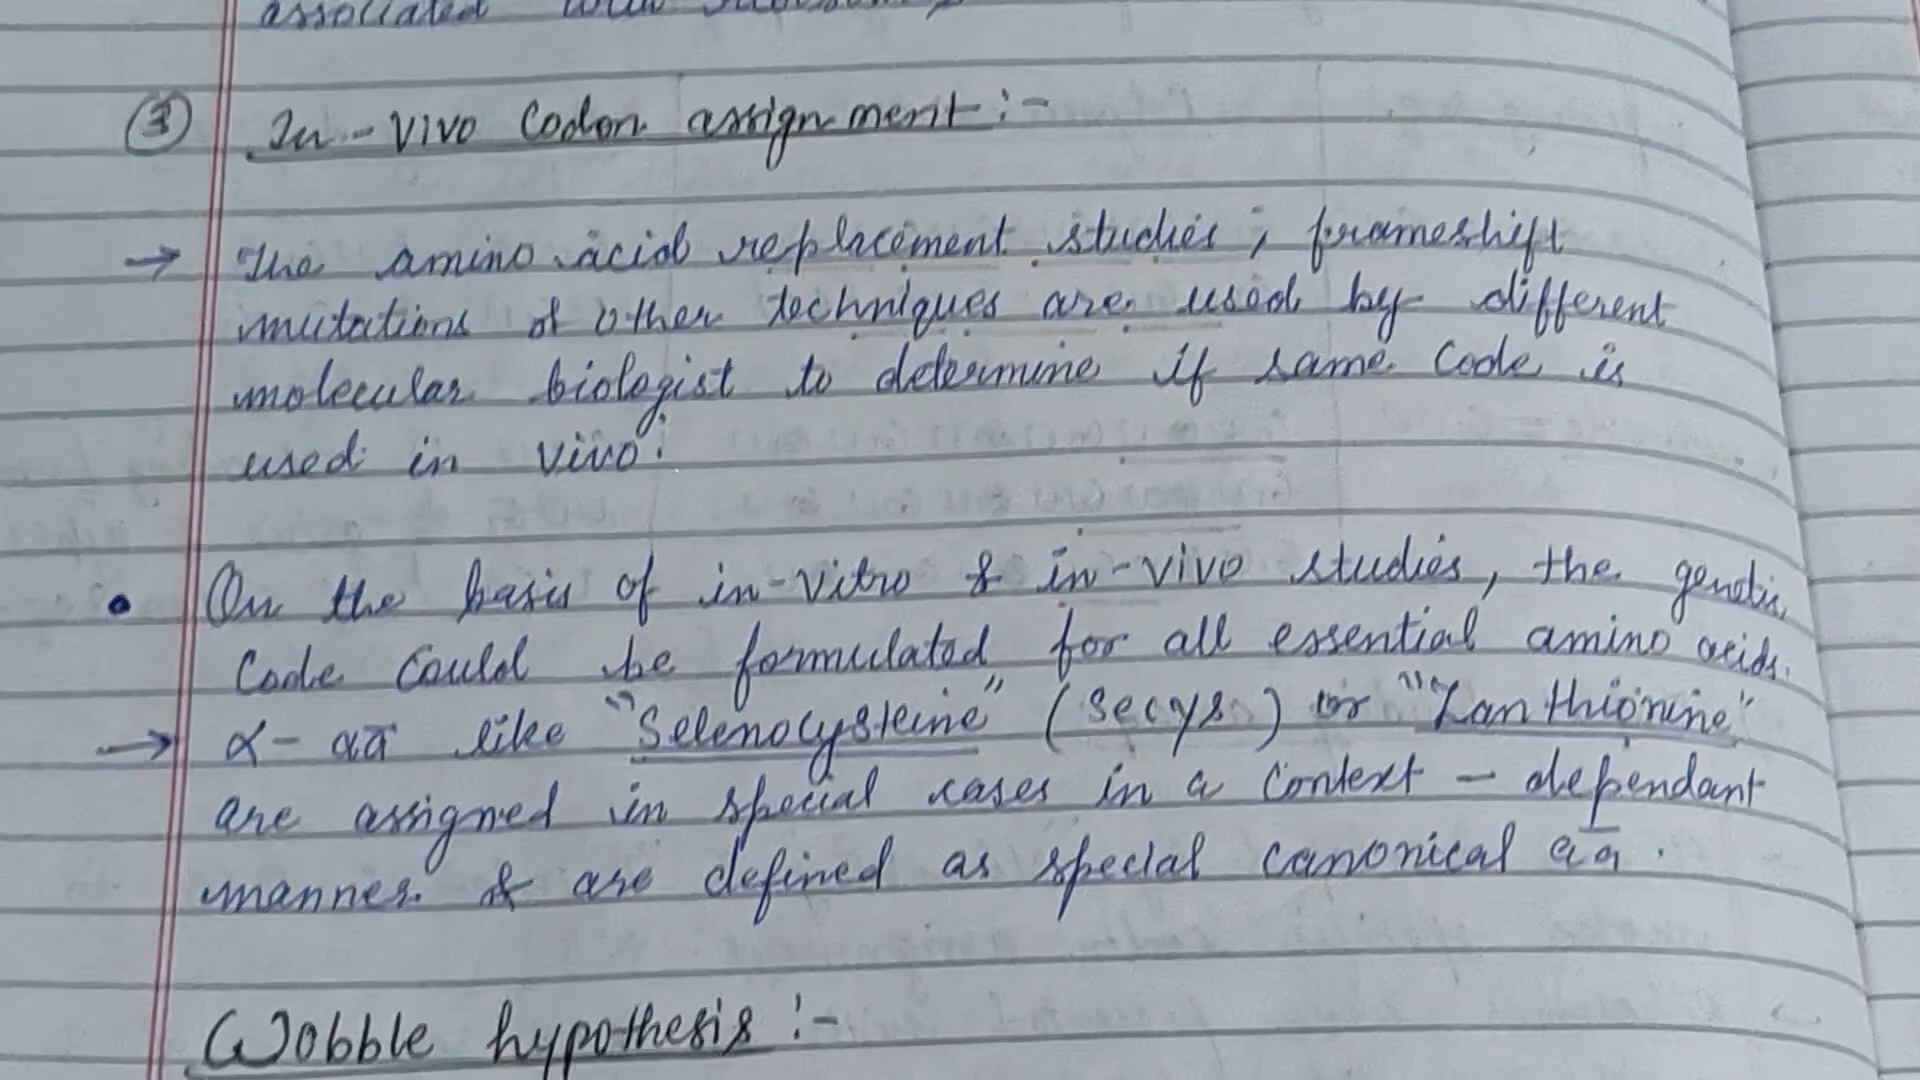 associated with
③ In-vivo Codon assignment :-
→ The amino acid replacement studies, frameshift
mutations & other techniques are used by different
molecular biologist to determine if same code is
used in vivo.
• On the basis of in-vitro & in-vivo studies, the genetic
Code Could be formulated for all essential amino acids.
→ α- aa like "Selenocysteine" (Secys) or "Lanthionine"
are assigned in special cases in a Context - dependant
manner & are defined as special canonical aa.
Wobble hypothesis :-